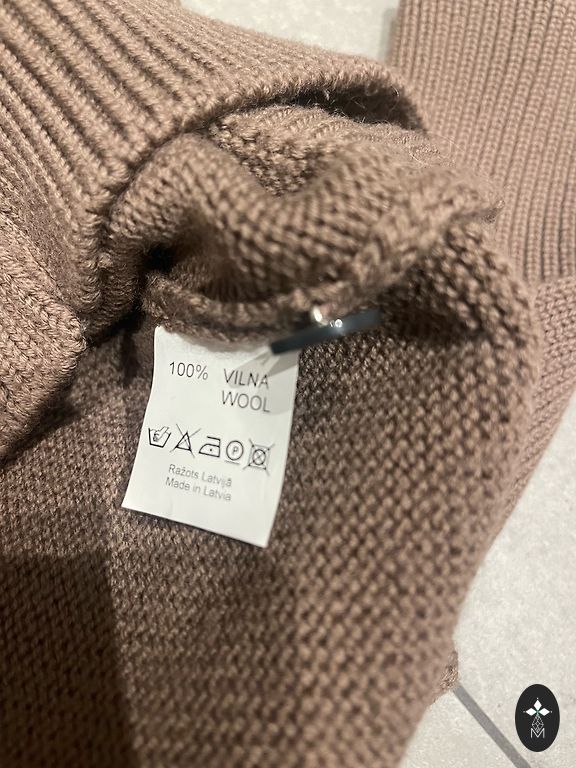 100% VILNA
WOOL
P
Ražots Latvijā
Made in Latvia
M